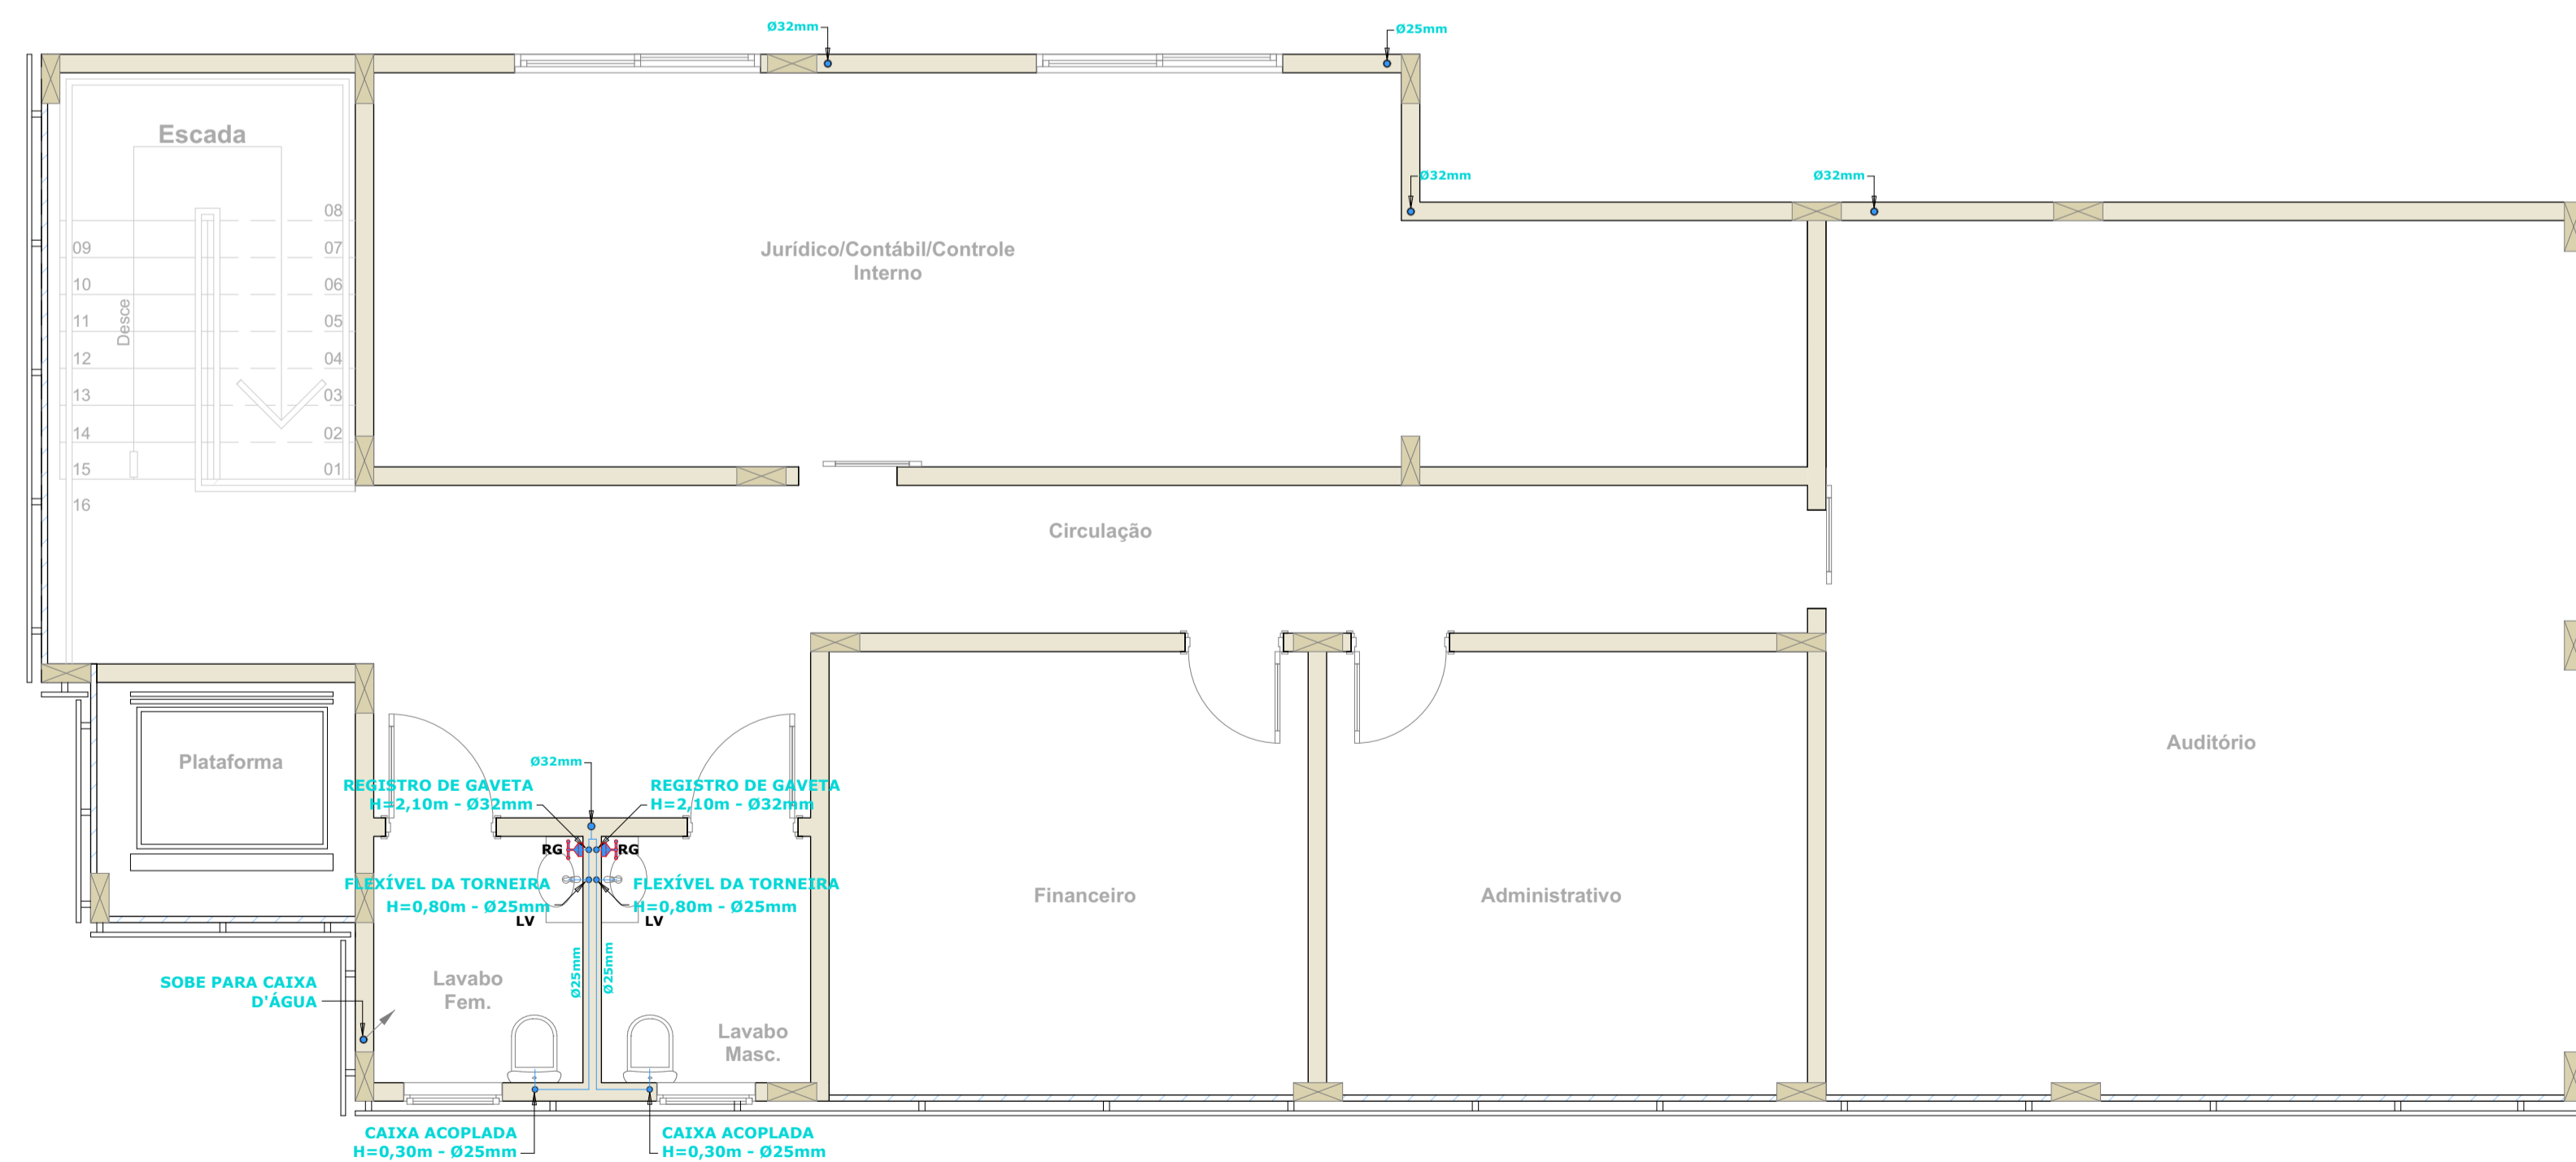 Ø32mm
Ø25mm
Escada
Ø32mm
Ø32mm
08
09
07
Jurídico/Contábil/Controle
Interno
10
06
11
05
Desce
12
04
13
03
14
02
15
01
16
Circulação
Auditório
Plataforma
Ø32mm
REGISTRO DE GAVETA
H=2,10m - Ø32mm
REGISTRO DE GAVETA
H=2,10m - Ø32mm
RG
RG
FLEXÍVEL DA TORNEIRA
H=0,80m - Ø25mm
FLEXÍVEL DA TORNEIRA
H=0,80m - Ø25mm
LV
LV
Financeiro
Administrativo
Ø25mm
Ø25mm
SOBE PARA CAIXA
D'ÁGUA
Lavabo
Fem.
Lavabo
Masc.
CAIXA ACOPLADA
H=0,30m - Ø25mm
CAIXA ACOPLADA
H=0,30m - Ø25mm